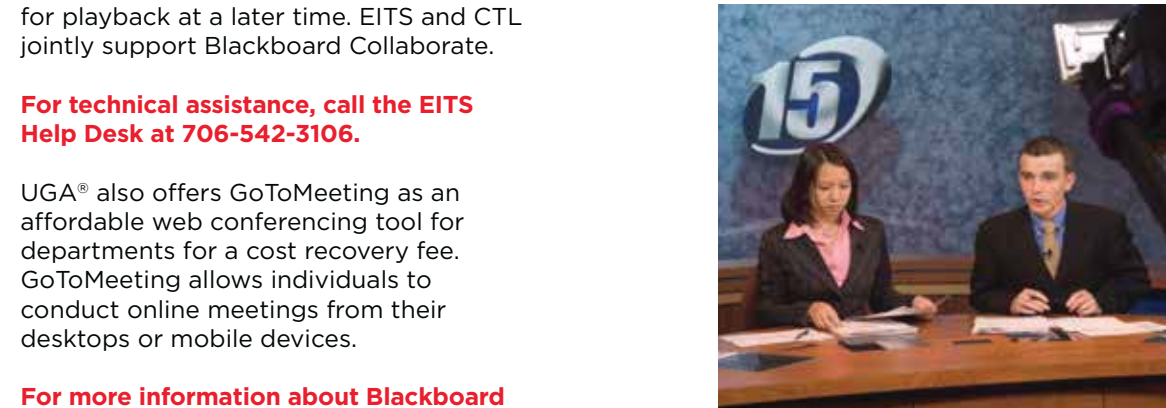 for playback at a later time. EITS and CTL
jointly support Blackboard Collaborate.
For technical assistance, call the EITS
Help Desk at 706-542-3106.
UGA® also offers GoToMeeting as an
affordable web conferencing tool for
departments for a cost recovery fee.
GoToMeeting allows individuals to
conduct online meetings from their
desktops or mobile devices.
For more information about Blackboard
15